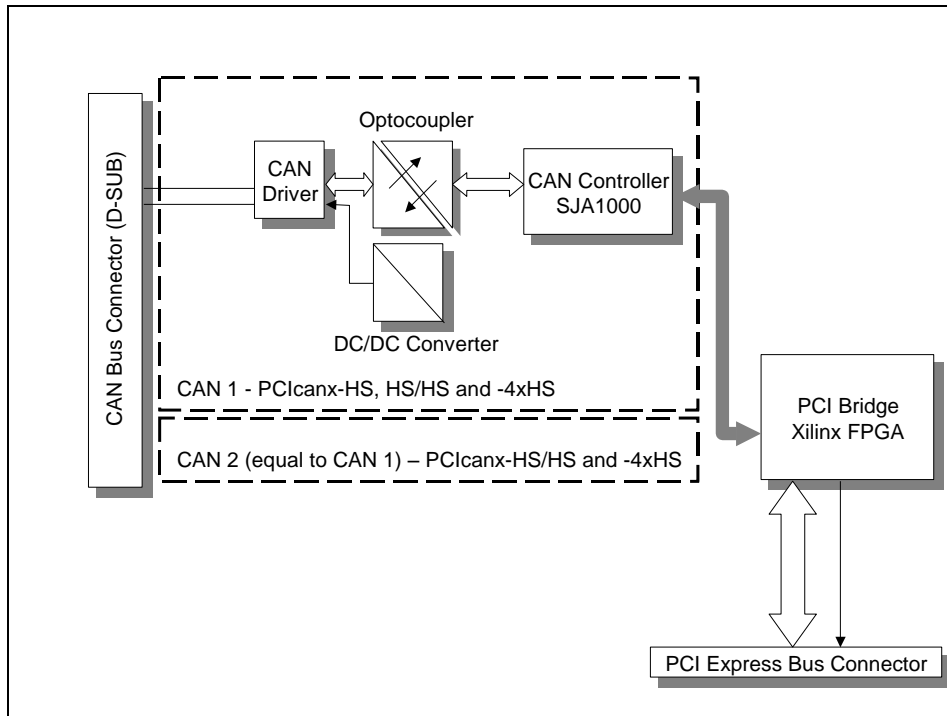 CAN Bus Connector (D-SUB)
Optocoupler
CAN
Driver
CAN Controller
SJA1000
DC/DC Converter
CAN 1 - PCIcanx-HS, HS/HS and -4xHS
CAN 2 (equal to CAN 1) – PCIcanx-HS/HS and -4xHS
PCI Bridge
Xilinx FPGA
PCI Express Bus Connector